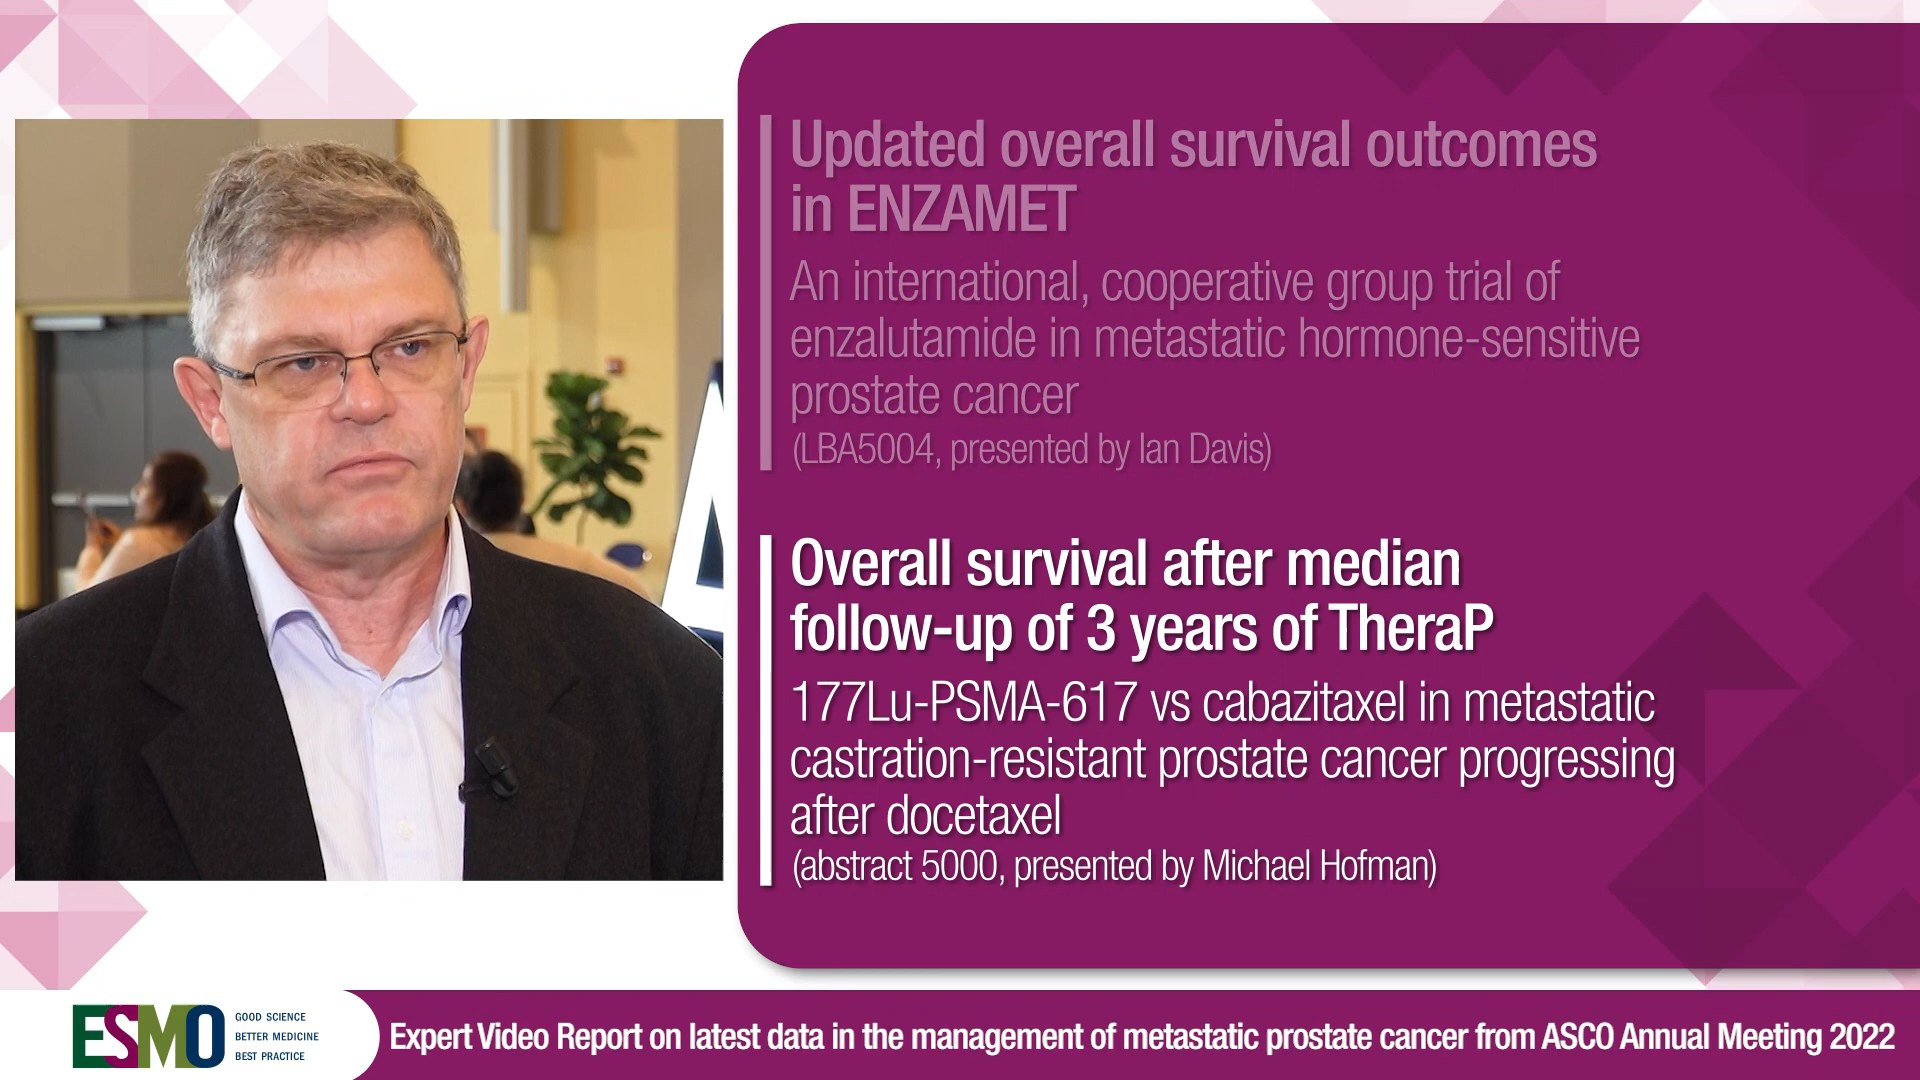 Updated overall survival outcomes
in ENZAMET
An international, cooperative group trial of
enzalutamide in metastatic hormone-sensitive
prostate cancer
(LBA5004, presented by Ian Davis)
Overall survival after median
follow-up of 3 years of TheraP
177Lu-PSMA-617 vs cabazitaxel in metastatic
castration-resistant prostate cancer progressing
after docetaxel
(abstract 5000, presented by Michael Hofman)
ESMO
GOOD SCIENCE
BETTER MEDICINE
BEST PRACTICE
Expert Video Report on latest data in the management of metastatic prostate cancer from ASCO Annual Meeting 2022